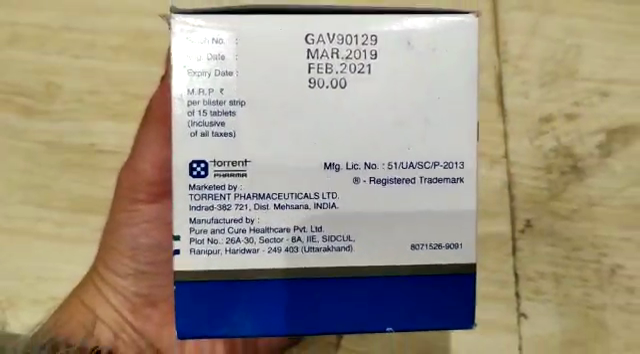 No. : GAV90129
Date : MAR.2019
Expiry Date : FEB.2021
M.R.P. ₹ 90.00
per blister strip
of 15 tablets
(Inclusive
of all taxes)
torrent
PHARMA
Mfg. Lic. No. : 51/UA/SC/P-2013
® - Registered Trademark
Marketed by :
TORRENT PHARMACEUTICALS LTD.
Indrad-382 721, Dist. Mehsana, INDIA.
Manufactured by :
Pure and Cure Healthcare Pvt. Ltd.
Plot No.: 26A-30, Sector - 8A, IIE, SIDCUL,
Ranipur, Haridwar - 249 403 (Uttarakhand)
8071526-9091